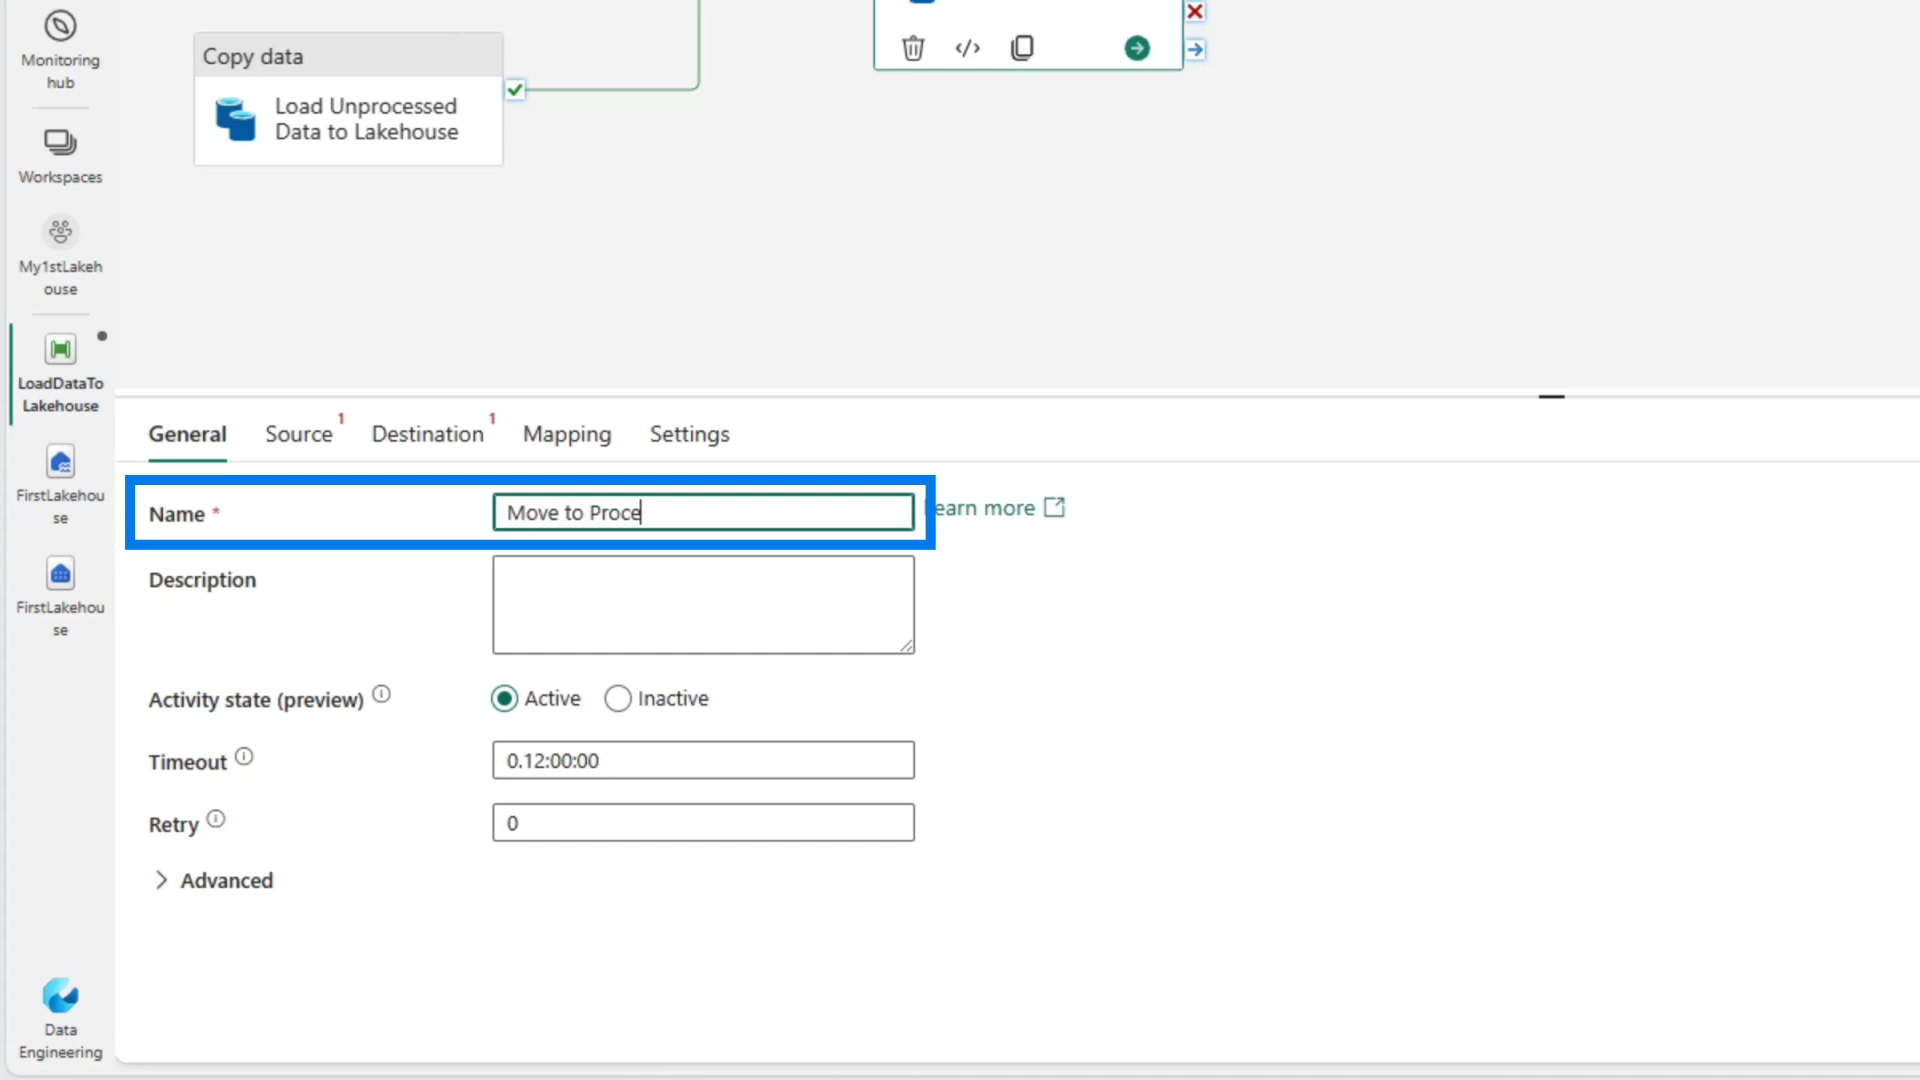 Monitoring
hub
Workspaces
My1stLakeh
ouse
LoadDataTo
Lakehouse
FirstLakehou
se
FirstLakehou
se
Data
Engineering
Copy data
Load Unprocessed
Data to Lakehouse
</>
General
Source 1
Destination 1
Mapping
Settings
Name *
Move to Proce
earn more
Description
Activity state (preview)
Active
Inactive
Timeout
0.12:00:00
Retry
0
Advanced